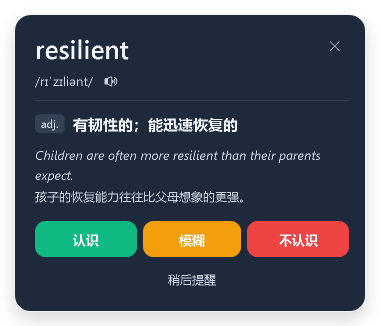 resilient
/rɪˈzɪliənt/
adj. 有韧性的；能迅速恢复的
Children are often more resilient than their parents
expect.
孩子的恢复能力往往比父母想象的更强。
认识 模糊 不认识
稍后提醒